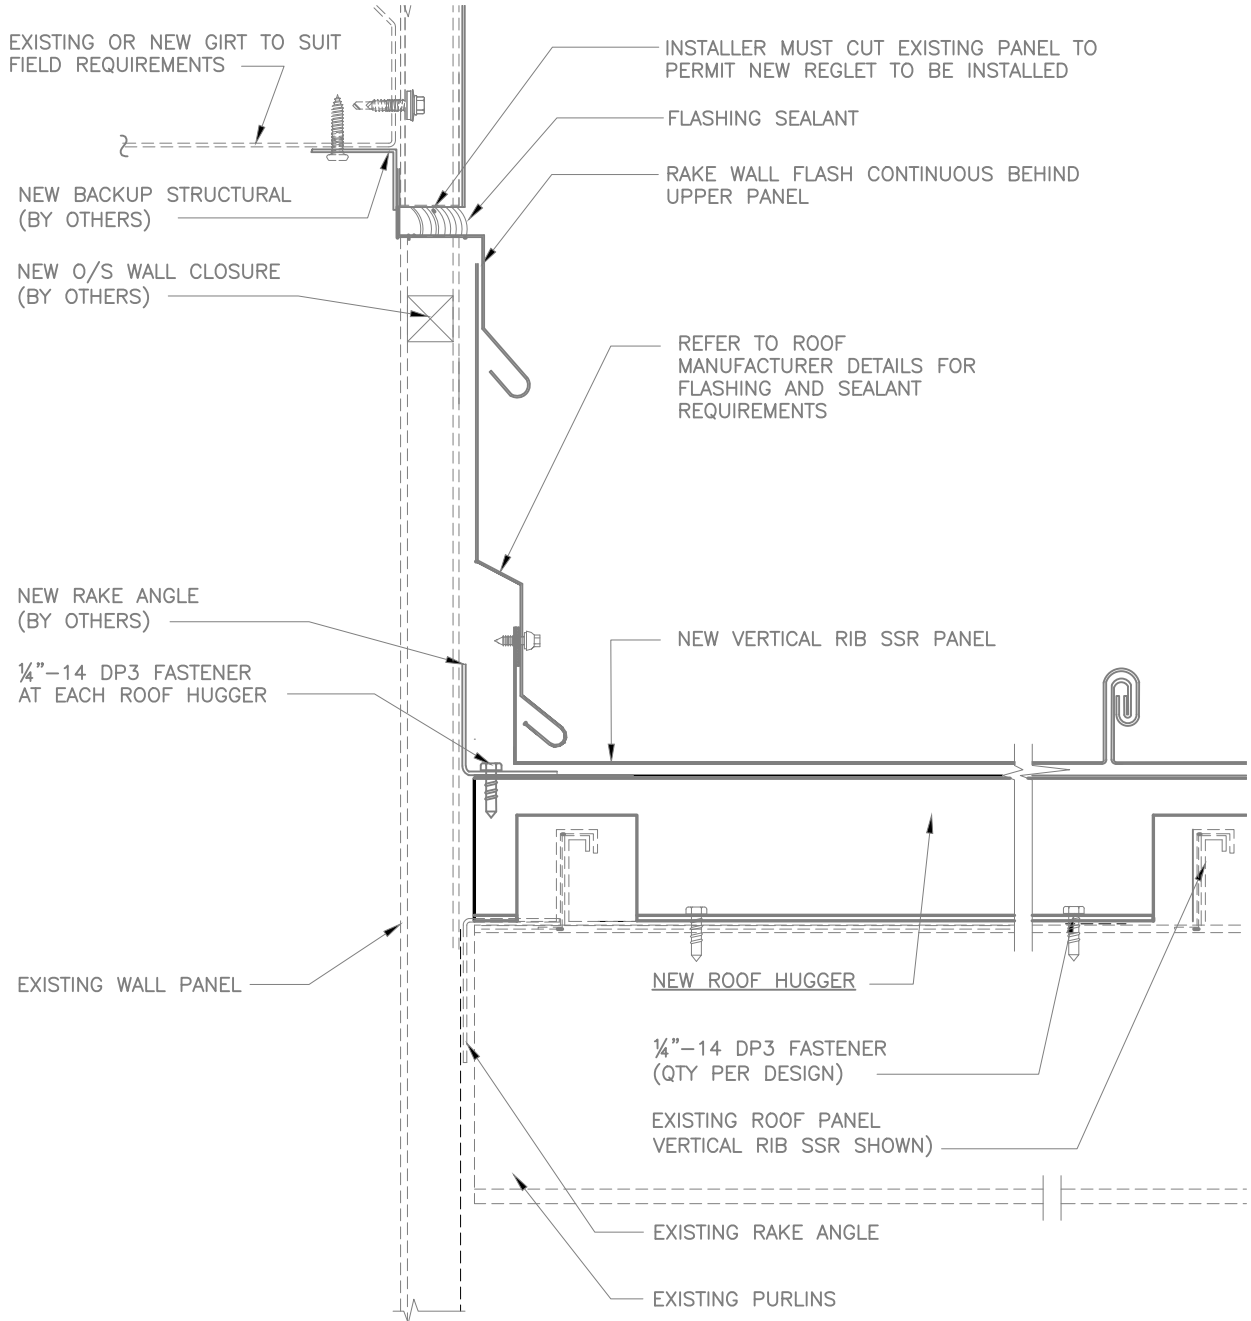 EXISTING OR NEW GIRT TO SUIT
FIELD REQUIREMENTS
INSTALLER MUST CUT EXISTING PANEL TO
PERMIT NEW REGLET TO BE INSTALLED
FLASHING SEALANT
RAKE WALL FLASH CONTINUOUS BEHIND
UPPER PANEL
NEW BACKUP STRUCTURAL
(BY OTHERS)
NEW O/S WALL CLOSURE
(BY OTHERS)
REFER TO ROOF
MANUFACTURER DETAILS FOR
FLASHING AND SEALANT
REQUIREMENTS
NEW RAKE ANGLE
(BY OTHERS)
NEW VERTICAL RIB SSR PANEL
¼"-14 DP3 FASTENER
AT EACH ROOF HUGGER
EXISTING WALL PANEL
NEW ROOF HUGGER
¼"-14 DP3 FASTENER
(QTY PER DESIGN)
EXISTING ROOF PANEL
VERTICAL RIB SSR SHOWN)
EXISTING RAKE ANGLE
EXISTING PURLINS